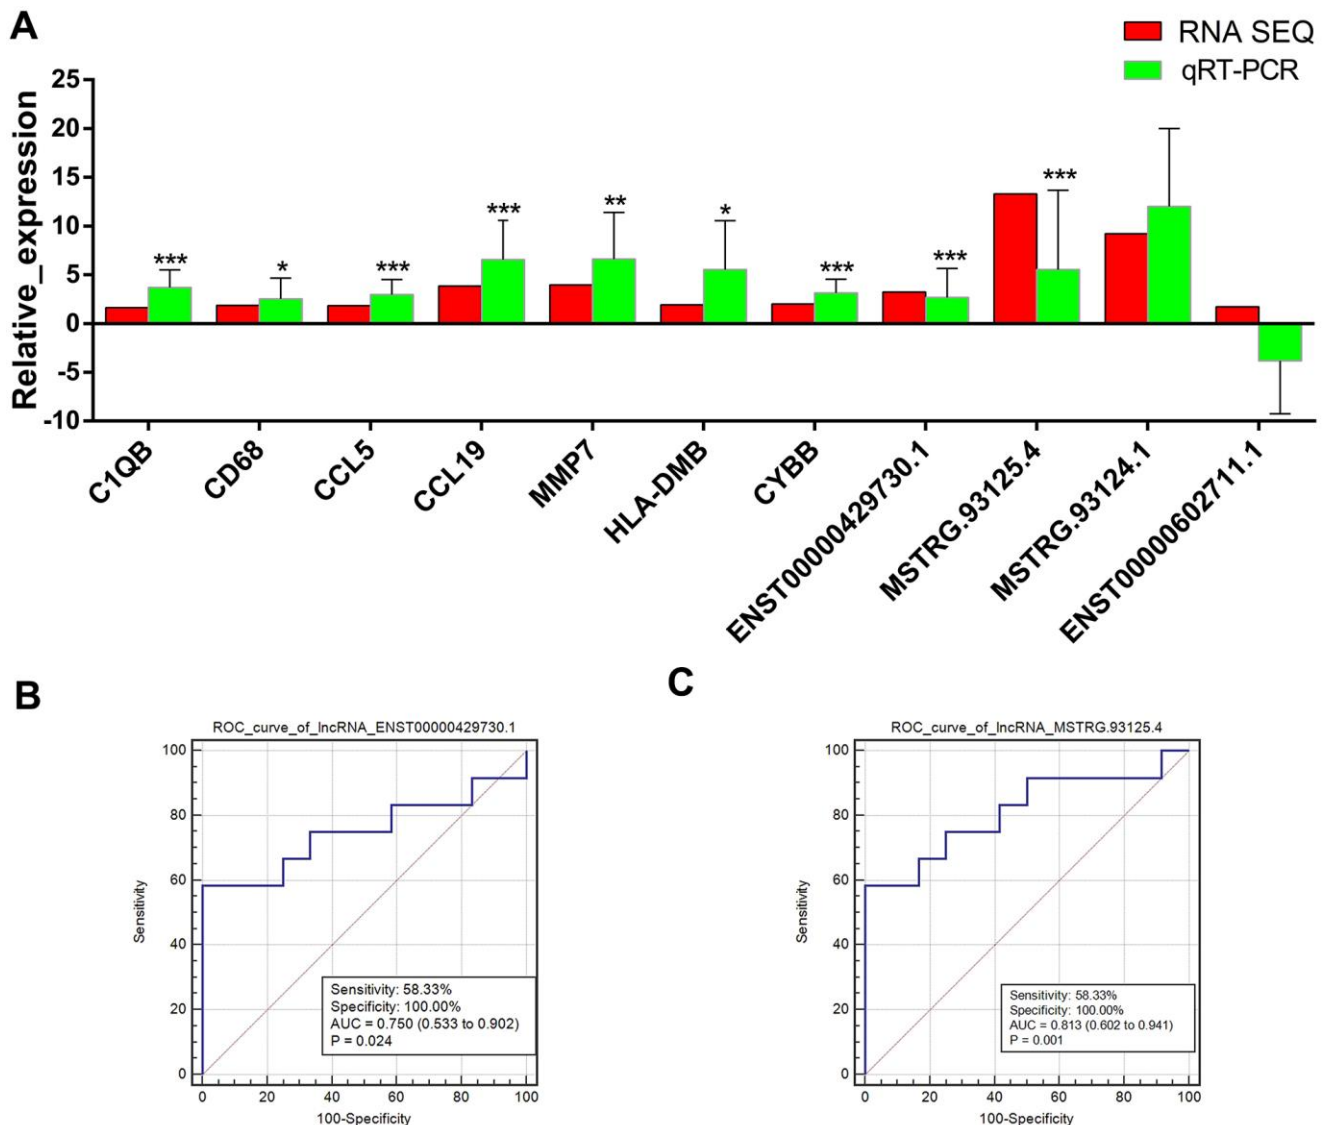 A
RNA SEQ
qRT-PCR
Relative_expression
25
20
15
10
5
0
-5
-10
***
*
***
***
**
*
***
***
***
C1QB
CD68
CCL5
CCL19
MMP7
HLA-DMB
CYBB
ENST00000429730.1
MSTRG.93125.4
MSTRG.93124.1
ENST00000602711.1
B
ROC_curve_of_lncRNA_ENST00000429730.1
Sensitivity
100
80
60
40
20
0
Sensitivity: 58.33%
Specificity: 100.00%
AUC = 0.750 (0.533 to 0.902)
P = 0.024
0 20 40 60 80 100
100-Specificity
C
ROC_curve_of_lncRNA_MSTRG.93125.4
Sensitivity
100
80
60
40
20
0
Sensitivity: 58.33%
Specificity: 100.00%
AUC = 0.813 (0.602 to 0.941)
P = 0.001
0 20 40 60 80 100
100-Specificity